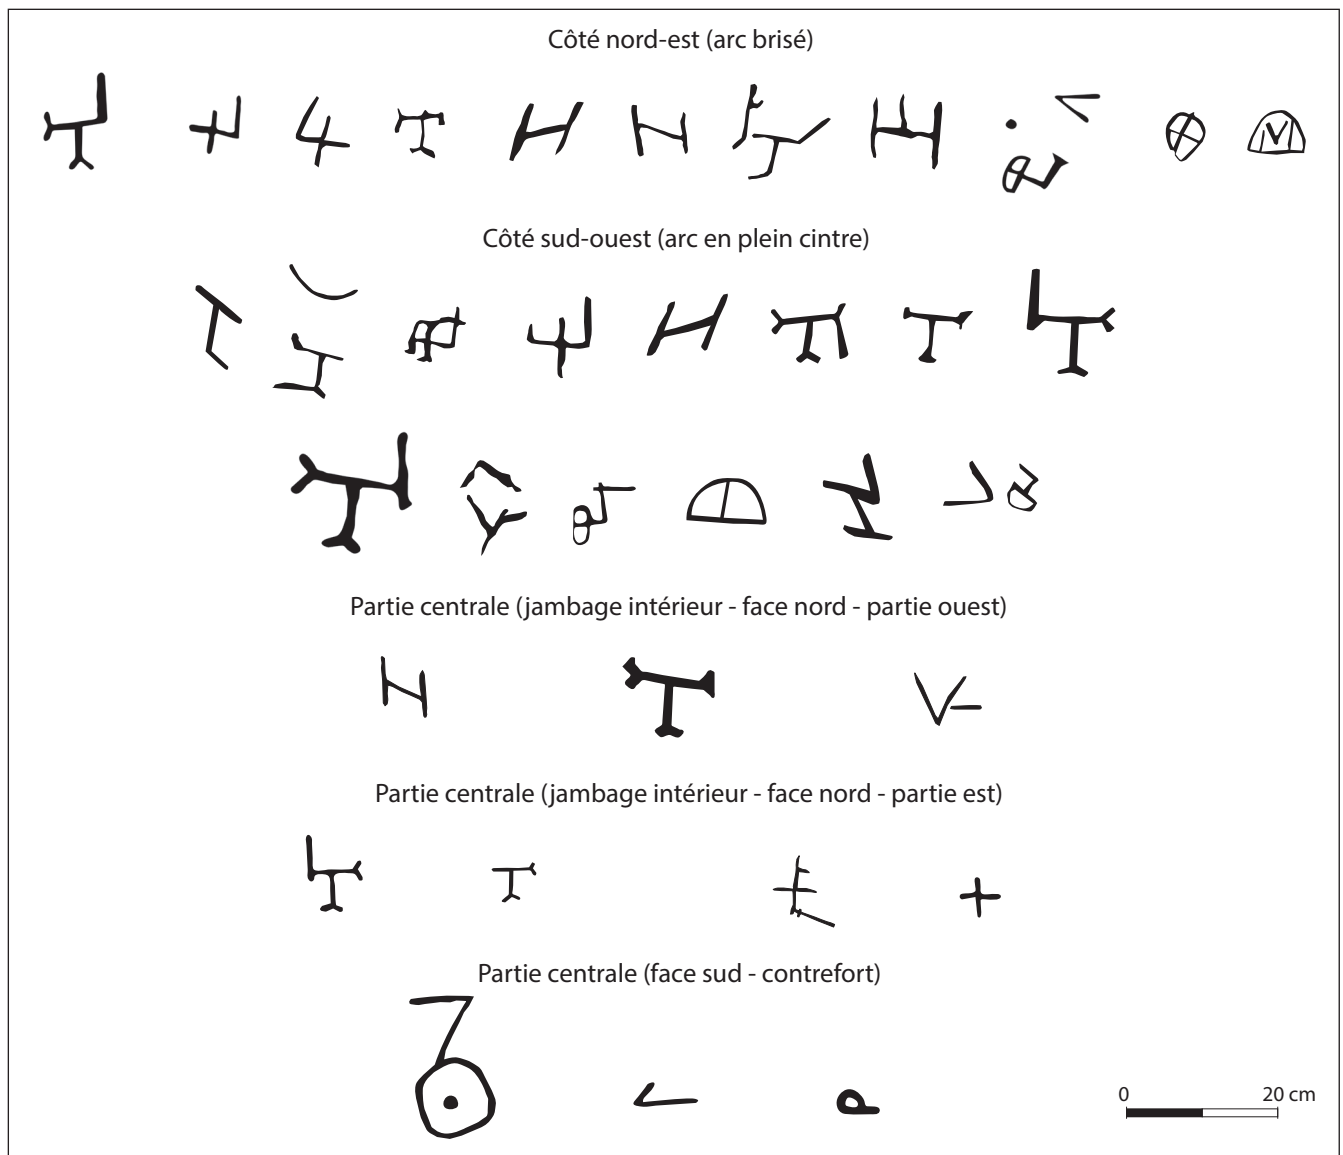 Côté nord-est (arc brisé)
Côté sud-ouest (arc en plein cintre)
Partie centrale (jambage intérieur - face nord - partie ouest)
Partie centrale (jambage intérieur - face nord - partie est)
Partie centrale (face sud - contrefort)
0 20 cm